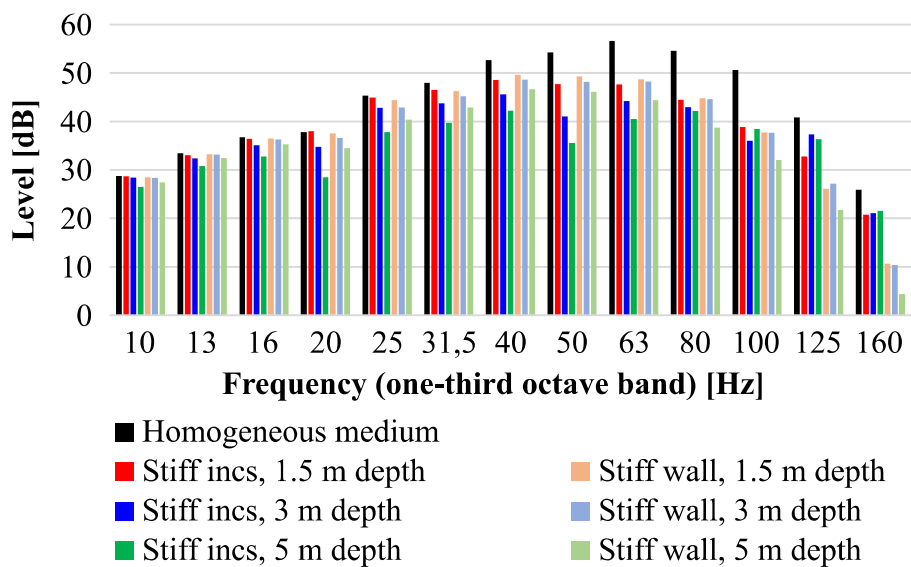 60
50
40
30
20
10
0
Level [dB]
10 13 16 20 25 31,5 40 50 63 80 100 125 160
Frequency (one-third octave band) [Hz]
Homogeneous medium
Stiff incs, 1.5 m depth Stiff wall, 1.5 m depth
Stiff incs, 3 m depth Stiff wall, 3 m depth
Stiff incs, 5 m depth Stiff wall, 5 m depth